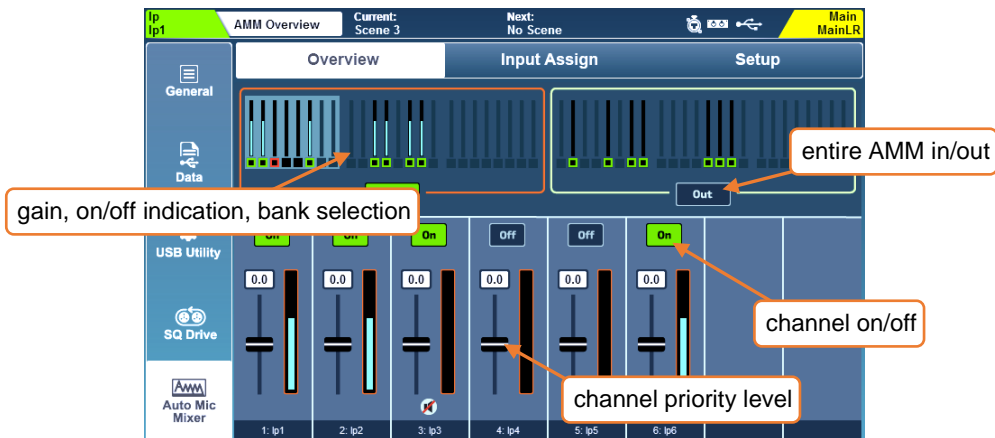 Ip
Ip1
AMM Overview
Current:
Scene 3
Next:
No Scene
Main
MainLR
General
Data
USB Utility
SQ Drive
Auto Mic
Mixer
Overview
Input Assign
Setup
entire AMM in/out
Out
gain, on/off indication, bank selection
On
On
On
Off
Off
On
0.0
0.0
0.0
0.0
0.0
0.0
channel on/off
channel priority level
1: Ip1
2: Ip2
3: Ip3
4: Ip4
5: Ip5
6: Ip6